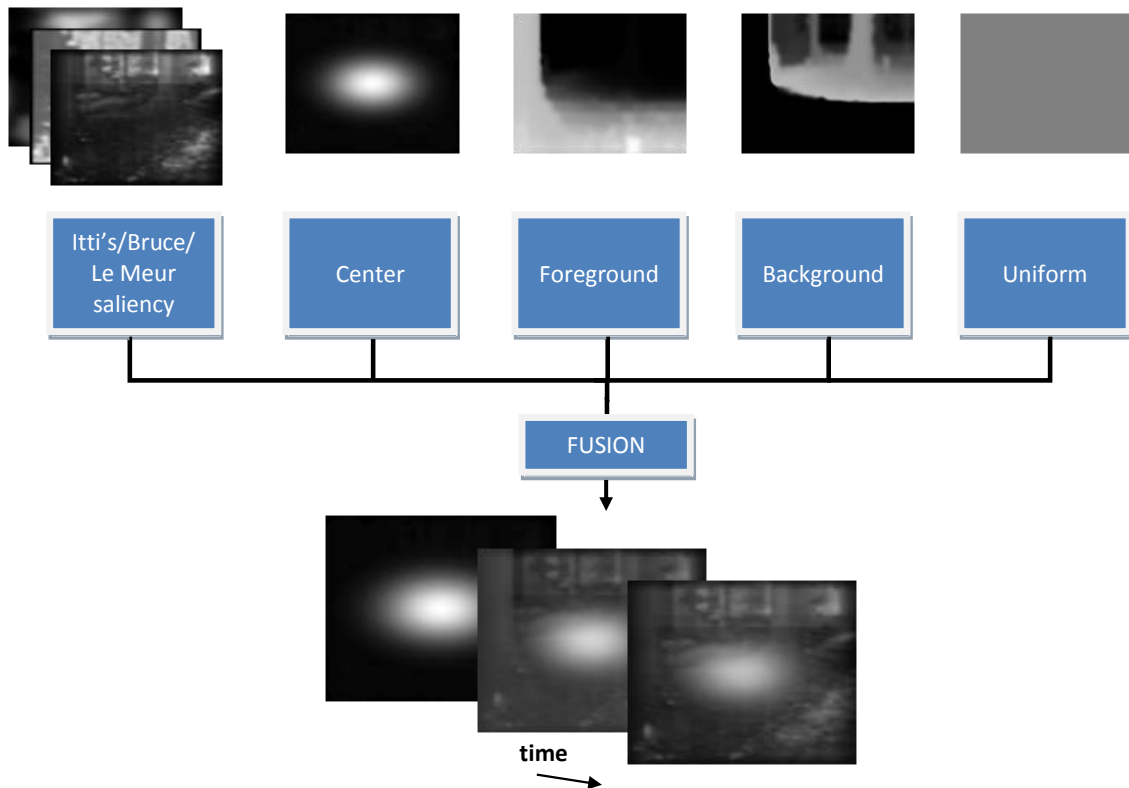 Itti's/Bruce/
Le Meur
saliency
Center
Foreground
Background
Uniform
FUSION
time